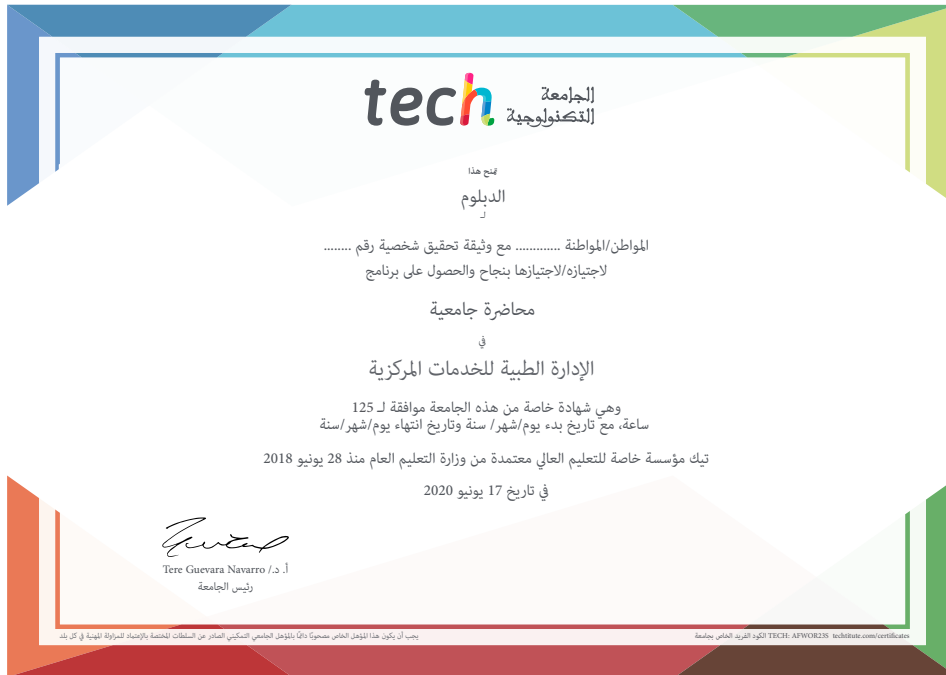 tech الجامعة
التكنولوجية
تمنح هذا
الدبلوم
لـ
المواطن/المواطنة ............ مع وثيقة تحقيق شخصية رقم ........
لاجتيازه/لاجتيازها بنجاح والحصول على برنامج
محاضرة جامعية
في
الإدارة الطبية للخدمات المركزية
وهي شهادة خاصة من هذه الجامعة موافقة لـ 125
ساعة، مع تاريخ بدء يوم/شهر/ سنة وتاريخ انتهاء يوم/شهر/سنة
تيك مؤسسة خاصة للتعليم العالي معتمدة من وزارة التعليم العام منذ 28 يونيو 2018
في تاريخ 17 يونيو 2020
أ. د./ Tere Guevara Navarro
رئيس الجامعة
يجب أن يكون هذا المؤهل الخاص مصحوبًا دائمًا بالمؤهل الجامعي التمكيني الصادر عن السلطات المختصة بالإعتماد للمزاولة المهنية في كل بلد
الكود الفريد الخاص بجامعة TECH: AFWOR23S techtitute.com/certificates